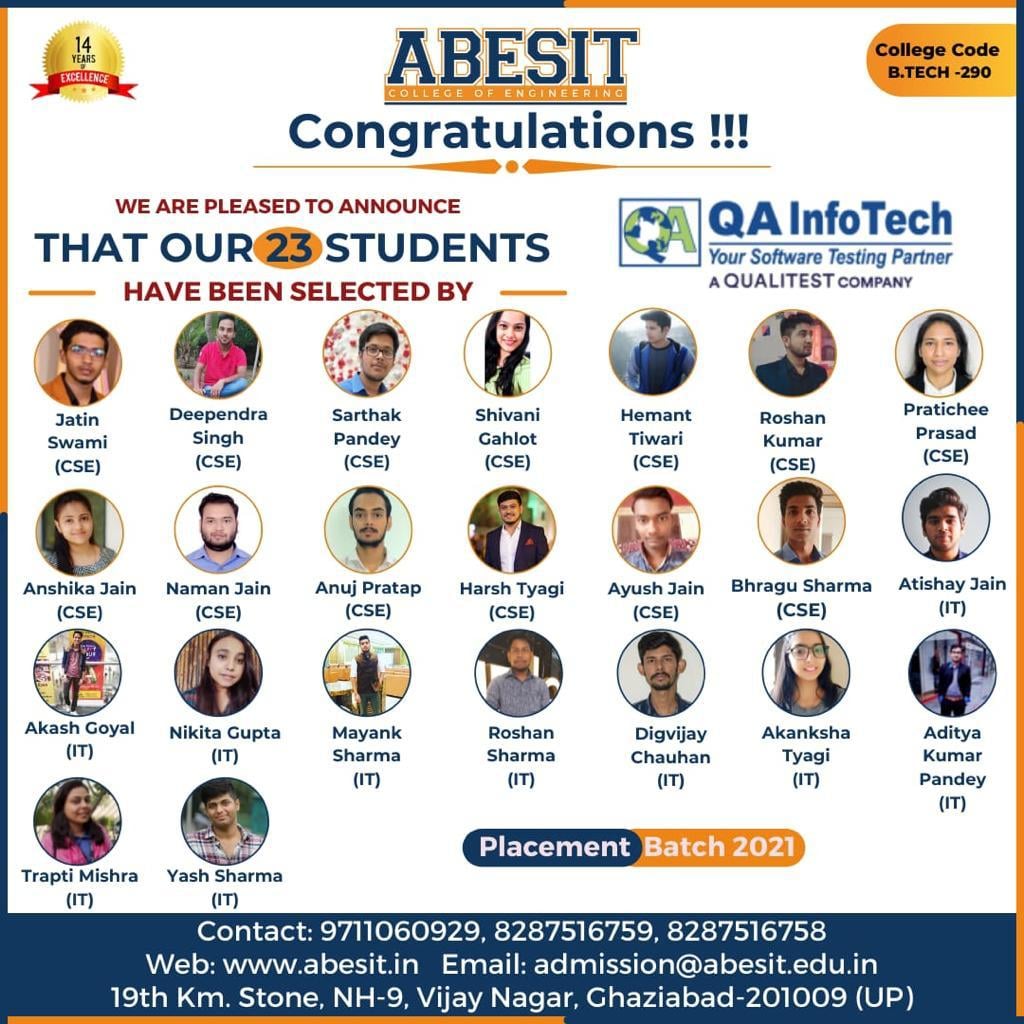 14
YEARS
OF
EXCELLENCE
ABESIT
COLLEGE OF ENGINEERING
College Code
B.TECH -290
Congratulations !!!
WE ARE PLEASED TO ANNOUNCE
THAT OUR 23 STUDENTS
HAVE BEEN SELECTED BY
QA
QA InfoTech
Your Software Testing Partner
A QUALITEST COMPANY
Jatin
Swami
(CSE)
Deependra
Singh
(CSE)
Sarthak
Pandey
(CSE)
Shivani
Gahlot
(CSE)
Hemant
Tiwari
(CSE)
Roshan
Kumar
(CSE)
Pratichee
Prasad
(CSE)
Anshika Jain
(CSE)
Naman Jain
(CSE)
Anuj Pratap
(CSE)
Harsh Tyagi
(CSE)
Ayush Jain
(CSE)
Bhragu Sharma
(CSE)
Atishay Jain
(IT)
Akash Goyal
(IT)
Nikita Gupta
(IT)
Mayank
Sharma
(IT)
Roshan
Sharma
(IT)
Digvijay
Chauhan
(IT)
Akanksha
Tyagi
(IT)
Aditya
Kumar
Pandey
(IT)
Trapti Mishra
(IT)
Yash Sharma
(IT)
Placement Batch 2021
Contact: 9711060929, 8287516759, 8287516758
Web: www.abesit.in Email: admission@abesit.edu.in
19th Km. Stone, NH-9, Vijay Nagar, Ghaziabad-201009 (UP)